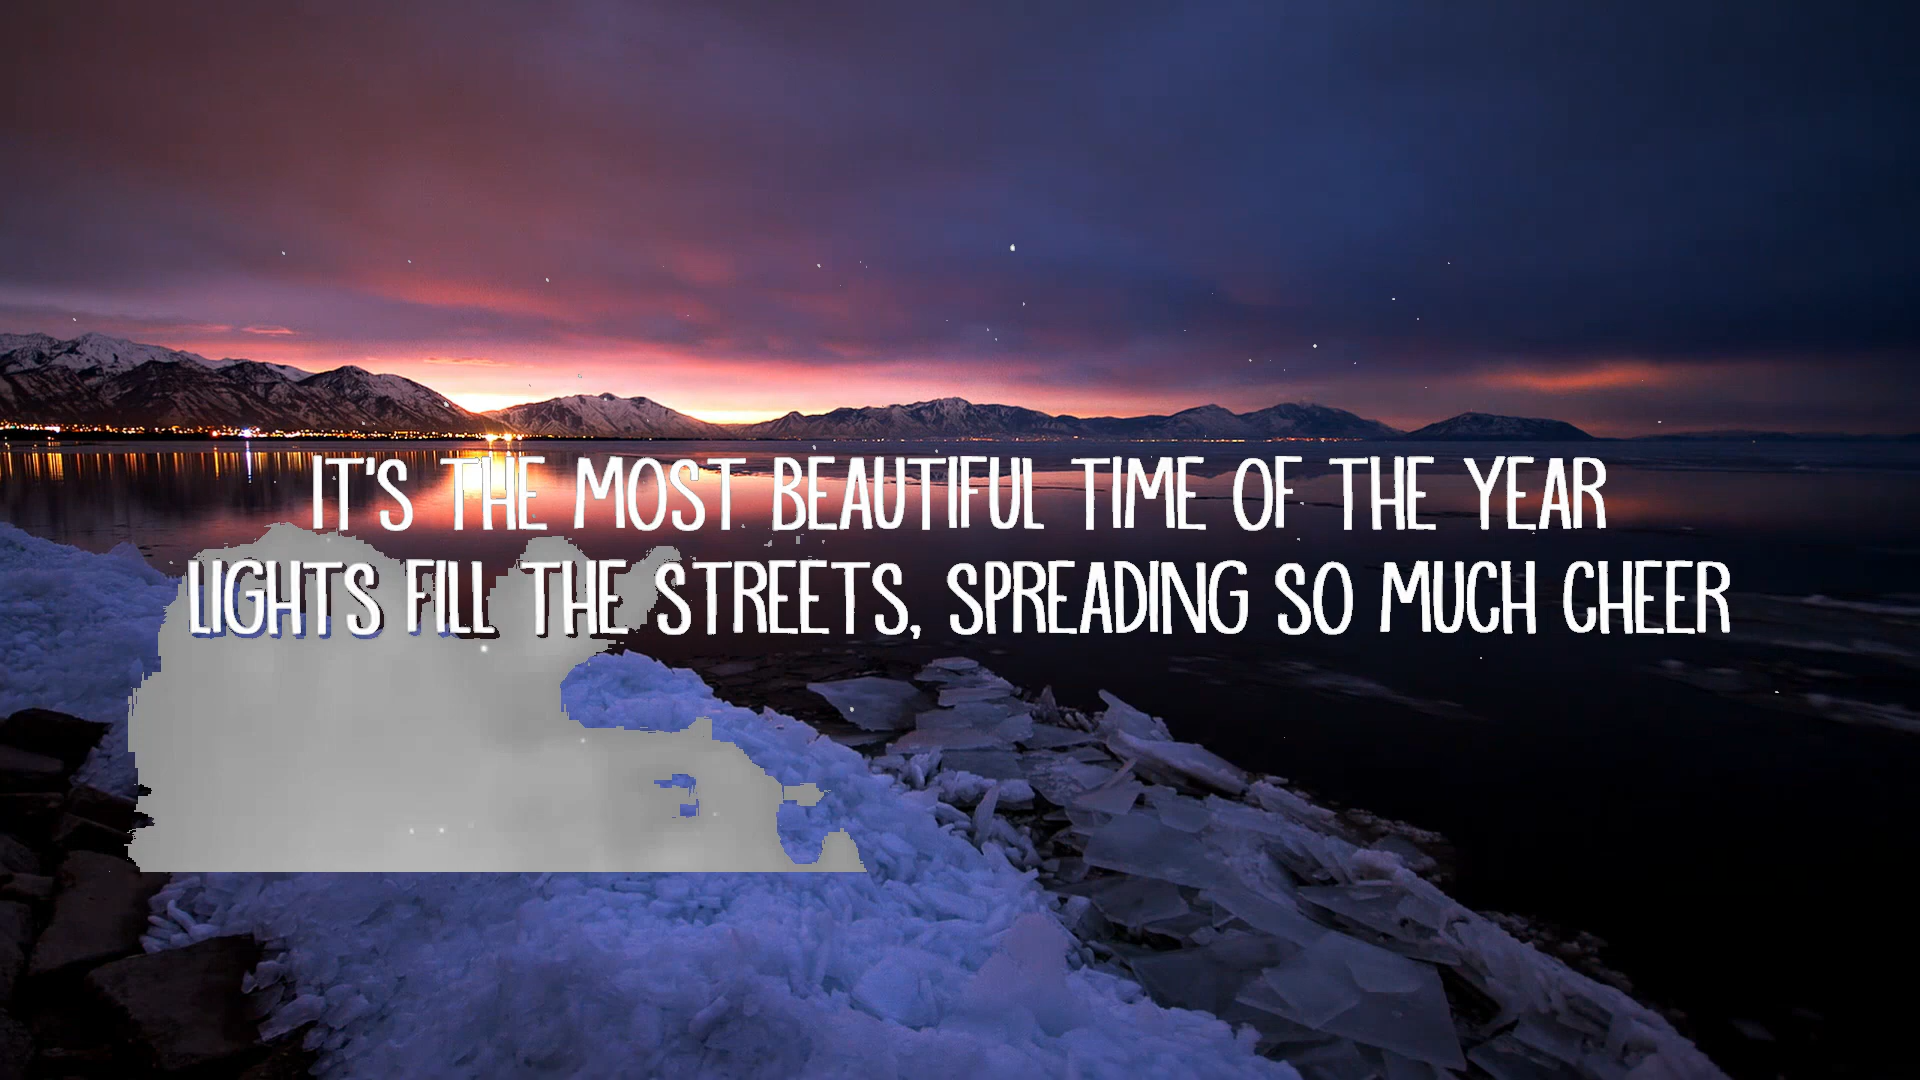 IT'S THE MOST BEAUTIFUL TIME OF THE YEAR
LIGHTS FILL THE STREETS, SPREADING SO MUCH CHEER